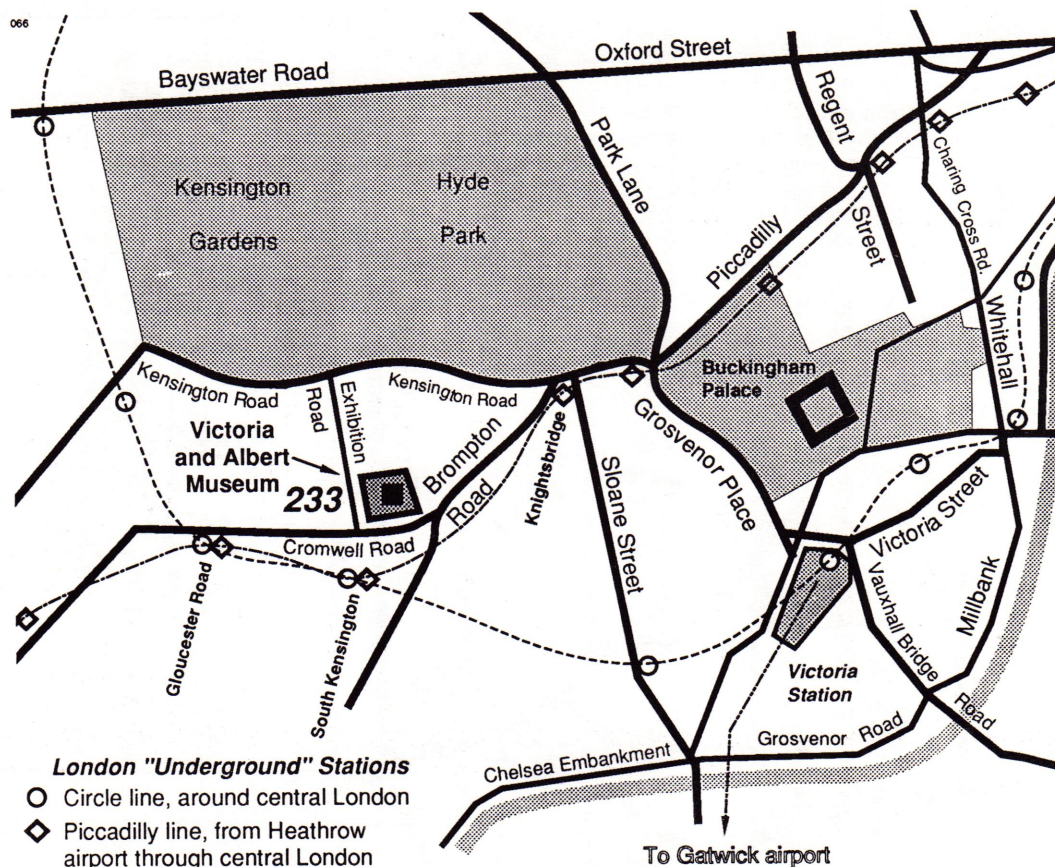 066
Bayswater Road
Oxford Street
Regent
Street
Park Lane
Piccadilly
Charing Cross Rd.
Whitehall
Kensington
Gardens
Hyde
Park
Buckingham
Palace
Kensington Road
Exhibition
Road
Kensington Road
Victoria
and Albert
Museum
233
Brompton
Road
Knightsbridge
Grosvenor Place
Sloane Street
Cromwell Road
Gloucester Road
South Kensington
Victoria Street
Vauxhall Bridge
Road
Millbank
Victoria
Station
Grosvenor Road
Chelsea Embankment
London "Underground" Stations
Circle line, around central London
Piccadilly line, from Heathrow
airport through central London
To Gatwick airport